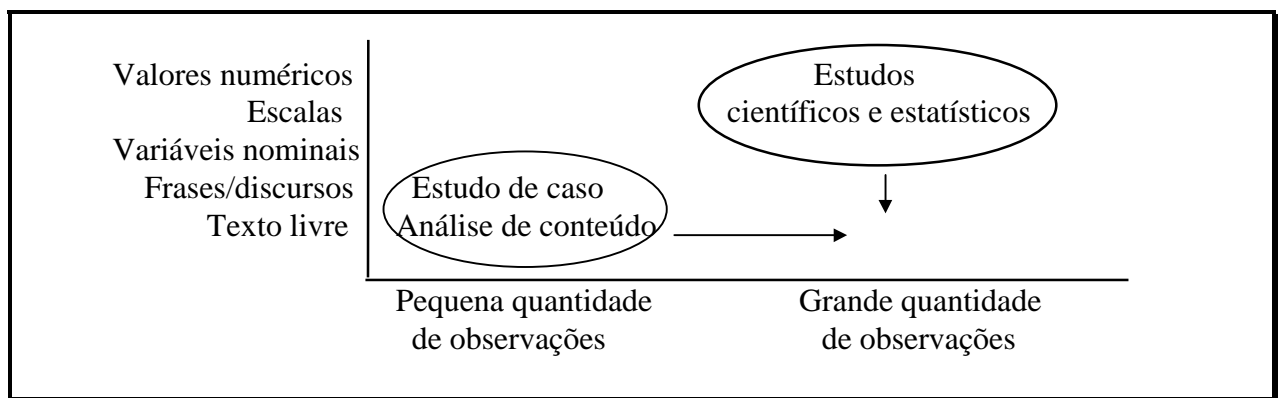 Valores numéricos
Escalas
Variáveis nominais
Frases/discursos
Texto livre
Estudos
científicos e estatísticos
Estudo de caso
Análise de conteúdo
Pequena quantidade
de observações
Grande quantidade
de observações